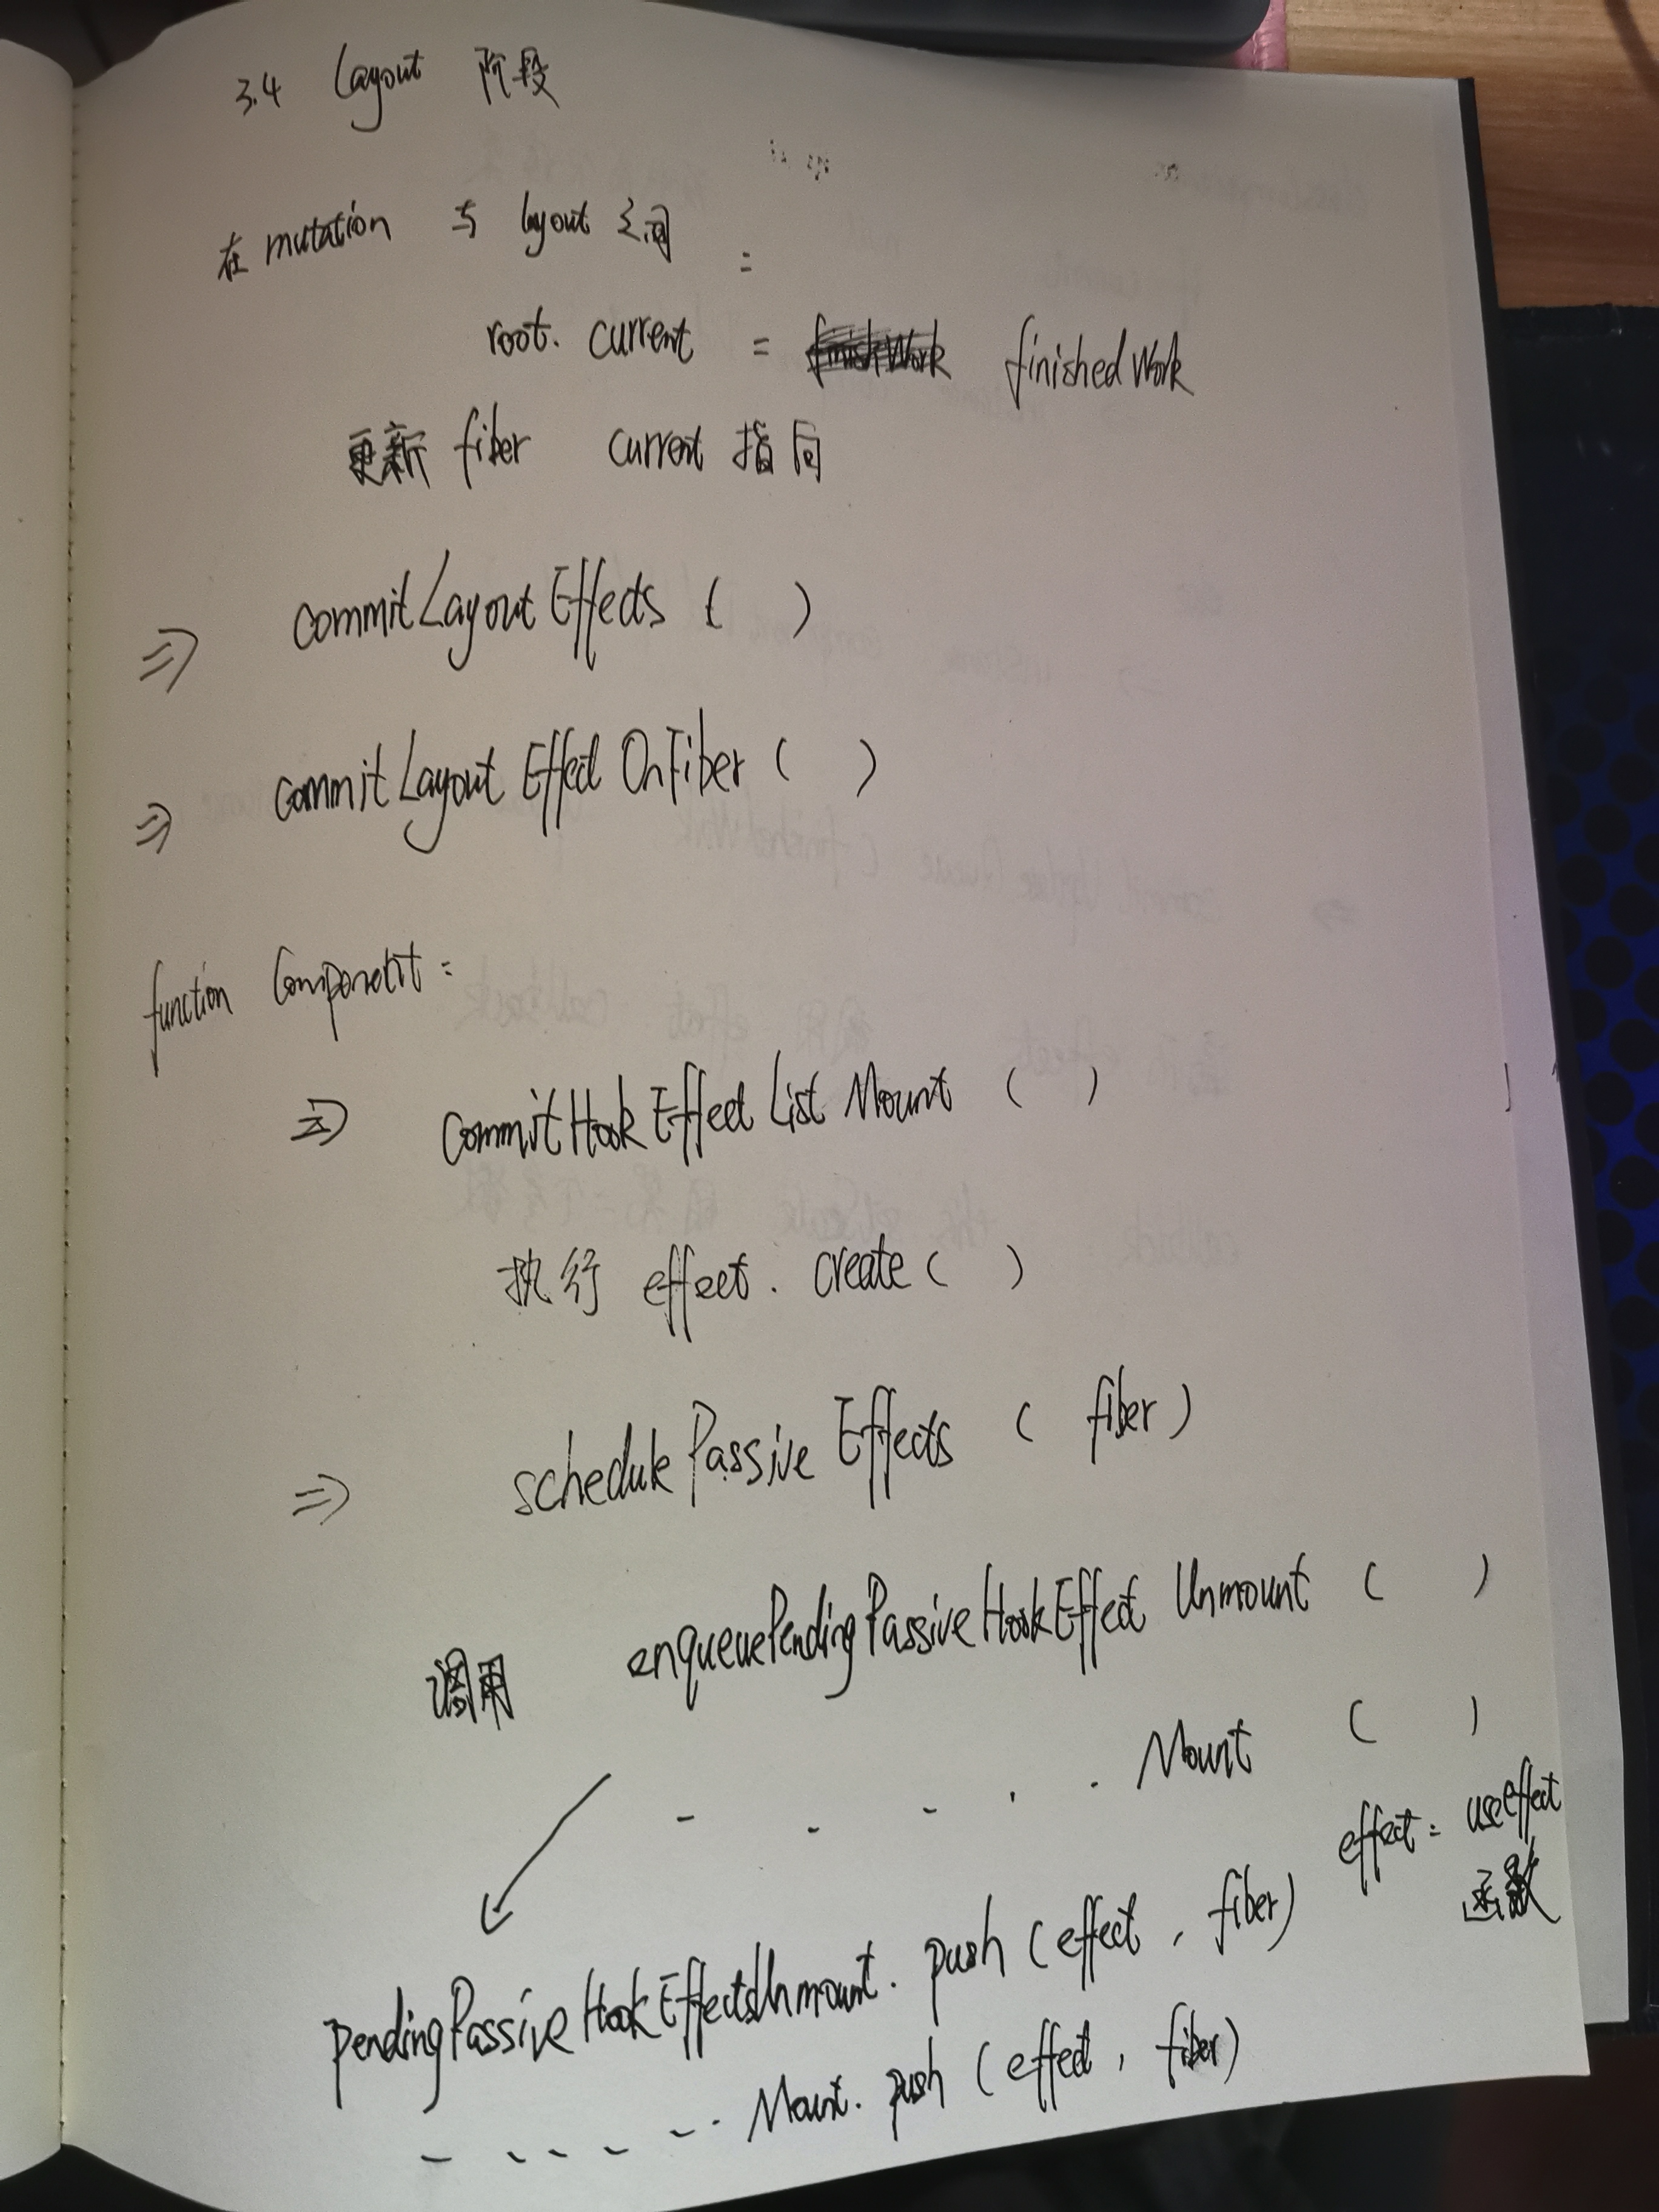 3.4 Layout 阶段
在 mutation 与 layout 之间 :
root. current = finishedWork
更新 fiber current 指向
⇒ commitLayoutEffects ( )
⇒ commitLayoutEffectOnFiber ( )
function Component :
⇒ commitHookEffectListMount ( )
执行 effect. create ( )
⇒ schedulePassiveEffects ( fiber )
调用 enqueuePendingPassiveHookEffectUnmount ( )
- - - . . Mount ( )
effect : useEffect
函数
pendingPassiveHookEffectsUnmount. push ( effect , fiber )
- - - - - - . Mount. push ( effect , fiber )